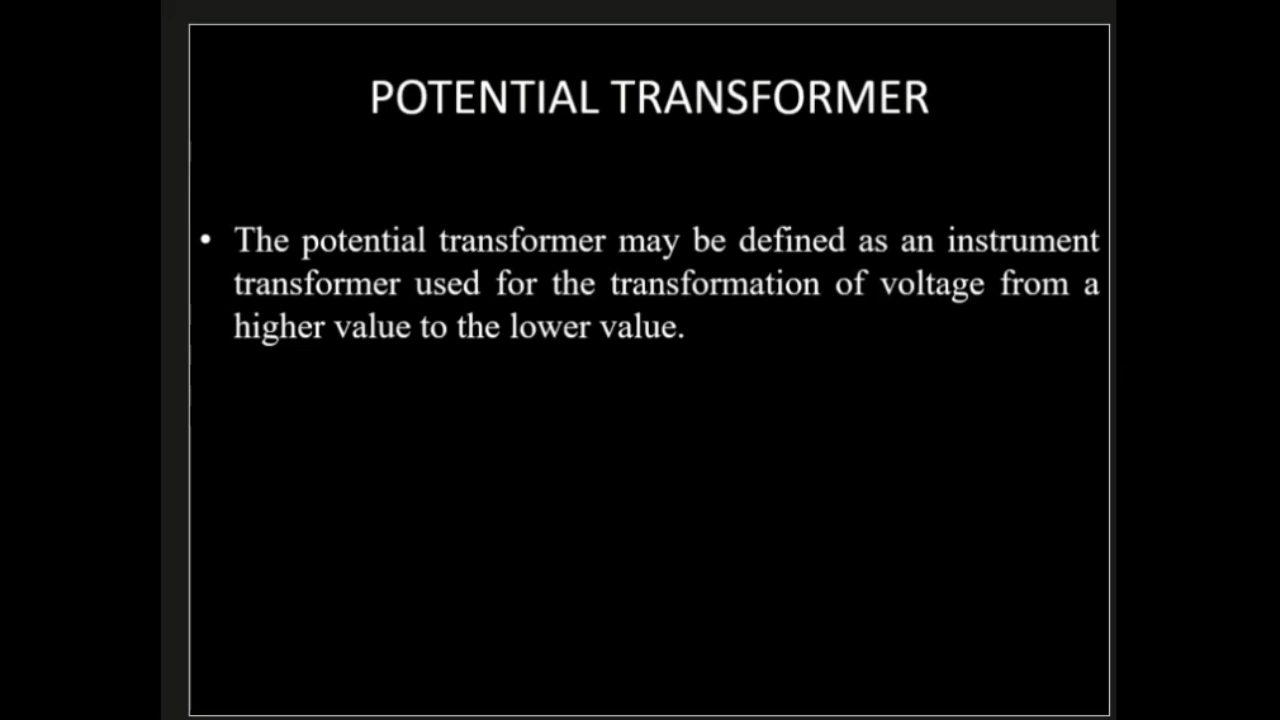 POTENTIAL TRANSFORMER
• The potential transformer may be defined as an instrument
transformer used for the transformation of voltage from a
higher value to the lower value.